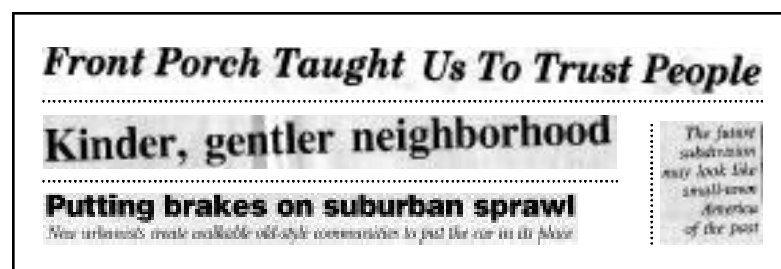 Front Porch Taught Us To Trust People
Kinder, gentler neighborhood
Putting brakes on suburban sprawl
New urbanists create walkable old-style communities to put the car in its place
The future
subdivision
may look like
small-town
America
of the past